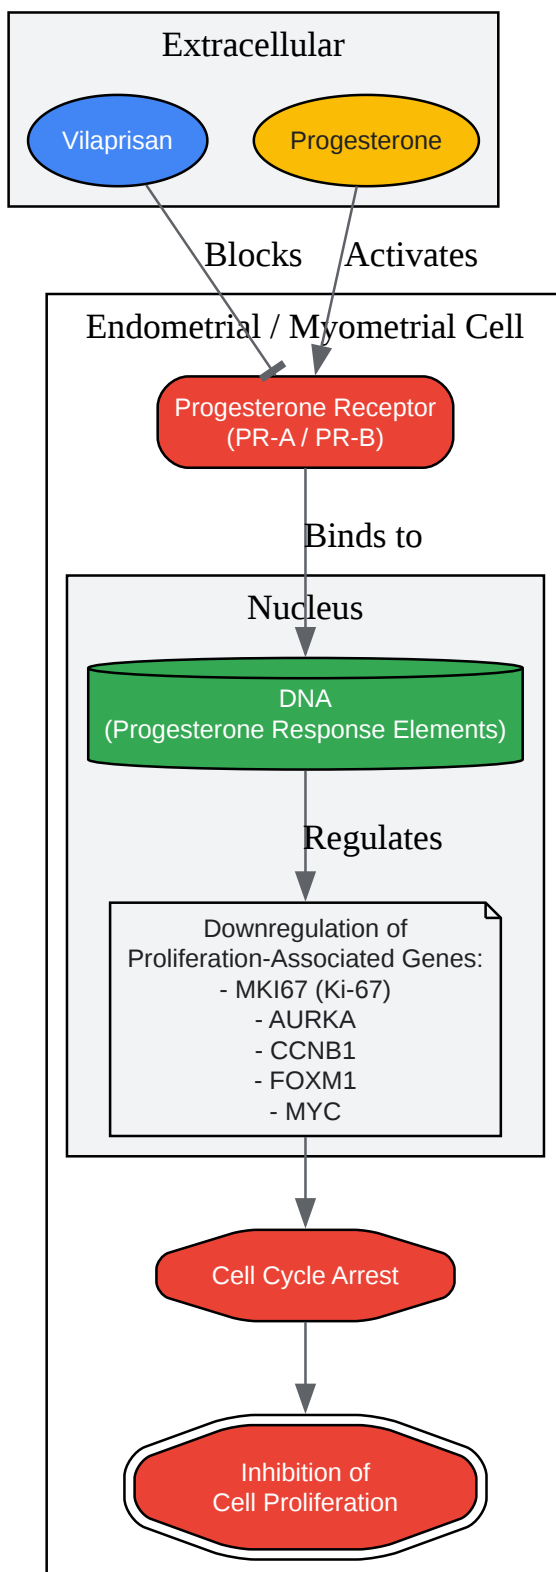 Extracellular
Vilaprisan
Progesterone
Blocks
Activates
Endometrial / Myometrial Cell
Progesterone Receptor
(PR-A / PR-B)
Binds to
Nucleus
DNA
(Progesterone Response Elements)
Regulates
Downregulation of
Proliferation-Associated Genes:
- MKI67 (Ki-67)
- AURKA
- CCNB1
- FOXM1
- MYC
Cell Cycle Arrest
Inhibition of
Cell Proliferation